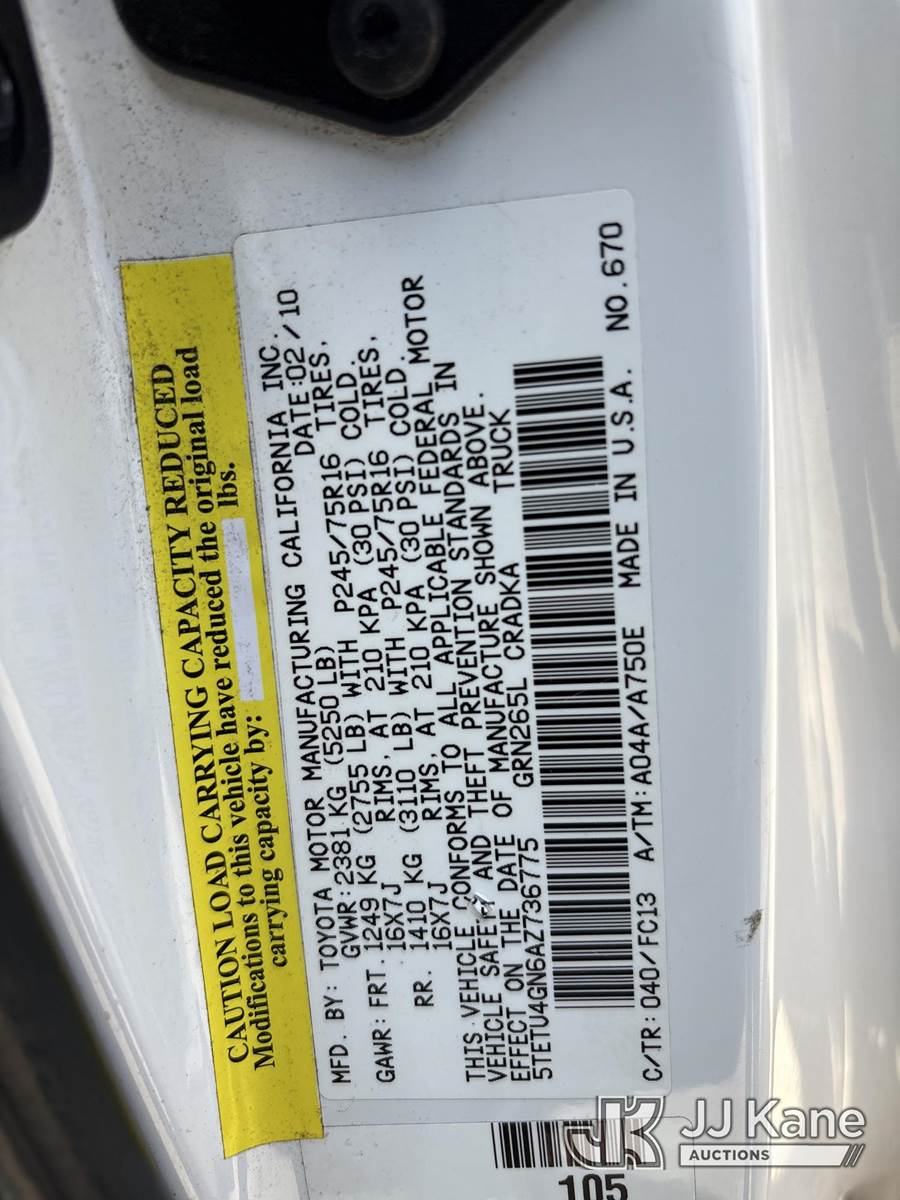 CAUTION LOAD CARRYING CAPACITY REDUCED
Modifications to this vehicle have reduced the original load
carrying capacity by: lbs.
MFD. BY: TOYOTA MOTOR MANUFACTURING CALIFORNIA INC.
GVWR: 2381 KG (5250 LB) DATE: 02/10
GAWR: FRT. 1249 KG (2755 LB) WITH P245/75R16 TIRES,
16X7J RIMS, AT 210 KPA (30 PSI) COLD.
RR. 1410 KG (3110 LB) WITH P245/75R16 TIRES,
16X7J RIMS, AT 210 KPA (30 PSI) COLD.
THIS VEHICLE CONFORMS TO ALL APPLICABLE FEDERAL MOTOR
VEHICLE SAFETY AND THEFT PREVENTION STANDARDS IN
EFFECT ON THE DATE OF MANUFACTURE SHOWN ABOVE.
5TETU4GN6AZ736775 GRN265L CRADKA TRUCK
C/TR: 040/FC13 A/TM: A04A/A750E MADE IN U.S.A. NO. 670
105
JK JJ Kane
AUCTIONS